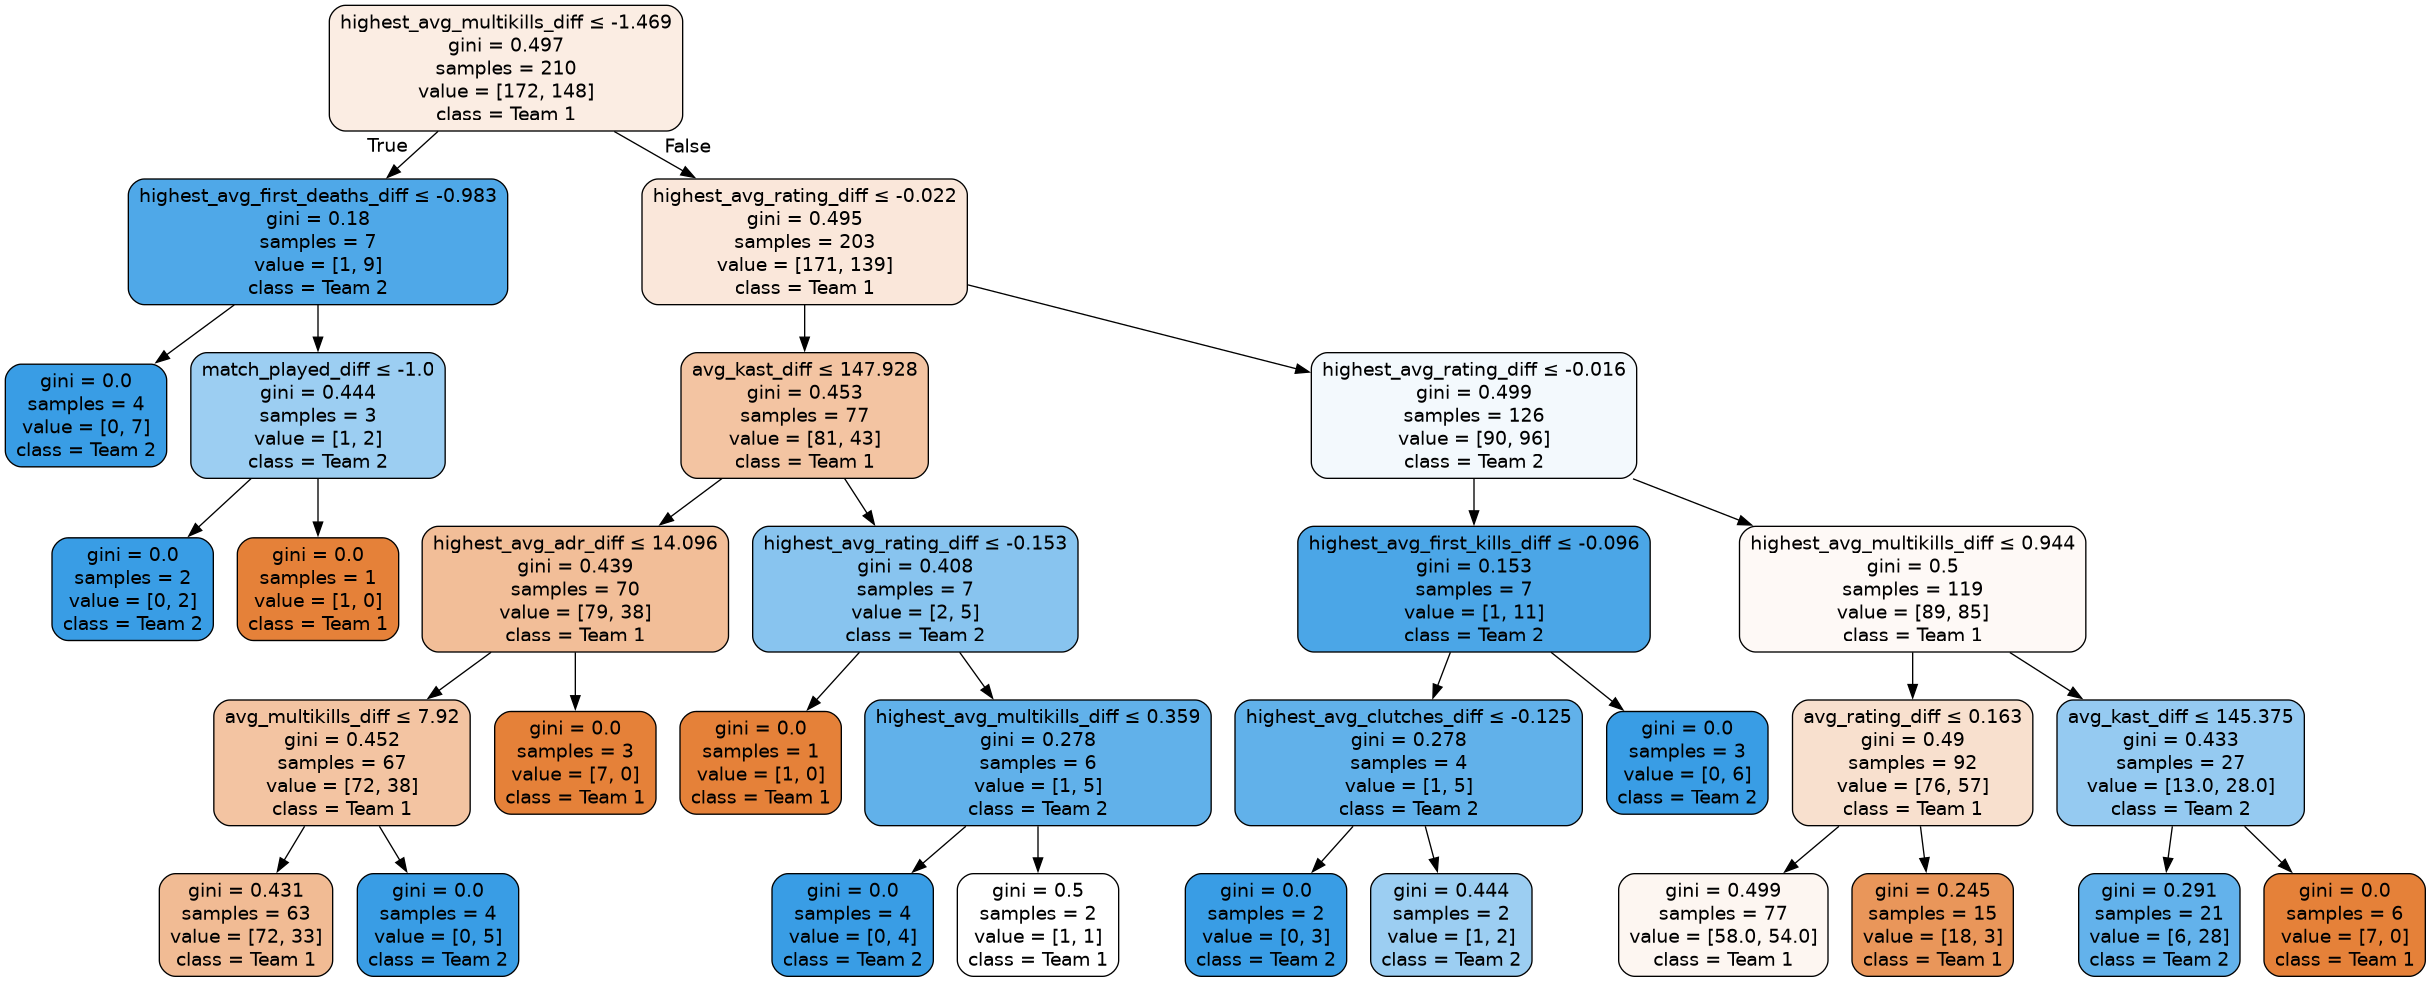 highest_avg_multikills_diff ≤ -1.469
gini = 0.497
samples = 210
value = [172, 148]
class = Team 1
True
False
highest_avg_first_deaths_diff ≤ -0.983
gini = 0.18
samples = 7
value = [1, 9]
class = Team 2
highest_avg_rating_diff ≤ -0.022
gini = 0.495
samples = 203
value = [171, 139]
class = Team 1
gini = 0.0
samples = 4
value = [0, 7]
class = Team 2
match_played_diff ≤ -1.0
gini = 0.444
samples = 3
value = [1, 2]
class = Team 2
avg_kast_diff ≤ 147.928
gini = 0.453
samples = 77
value = [81, 43]
class = Team 1
highest_avg_rating_diff ≤ -0.016
gini = 0.499
samples = 126
value = [90, 96]
class = Team 2
gini = 0.0
samples = 2
value = [0, 2]
class = Team 2
gini = 0.0
samples = 1
value = [1, 0]
class = Team 1
highest_avg_adr_diff ≤ 14.096
gini = 0.439
samples = 70
value = [79, 38]
class = Team 1
highest_avg_rating_diff ≤ -0.153
gini = 0.408
samples = 7
value = [2, 5]
class = Team 2
highest_avg_first_kills_diff ≤ -0.096
gini = 0.153
samples = 7
value = [1, 11]
class = Team 2
highest_avg_multikills_diff ≤ 0.944
gini = 0.5
samples = 119
value = [89, 85]
class = Team 1
avg_multikills_diff ≤ 7.92
gini = 0.452
samples = 67
value = [72, 38]
class = Team 1
gini = 0.0
samples = 3
value = [7, 0]
class = Team 1
gini = 0.0
samples = 1
value = [1, 0]
class = Team 1
highest_avg_multikills_diff ≤ 0.359
gini = 0.278
samples = 6
value = [1, 5]
class = Team 2
highest_avg_clutches_diff ≤ -0.125
gini = 0.278
samples = 4
value = [1, 5]
class = Team 2
gini = 0.0
samples = 3
value = [0, 6]
class = Team 2
avg_rating_diff ≤ 0.163
gini = 0.49
samples = 92
value = [76, 57]
class = Team 1
avg_kast_diff ≤ 145.375
gini = 0.433
samples = 27
value = [13.0, 28.0]
class = Team 2
gini = 0.431
samples = 63
value = [72, 33]
class = Team 1
gini = 0.0
samples = 4
value = [0, 5]
class = Team 2
gini = 0.0
samples = 4
value = [0, 4]
class = Team 2
gini = 0.5
samples = 2
value = [1, 1]
class = Team 1
gini = 0.0
samples = 2
value = [0, 3]
class = Team 2
gini = 0.444
samples = 2
value = [1, 2]
class = Team 2
gini = 0.499
samples = 77
value = [58.0, 54.0]
class = Team 1
gini = 0.245
samples = 15
value = [18, 3]
class = Team 1
gini = 0.291
samples = 21
value = [6, 28]
class = Team 2
gini = 0.0
samples = 6
value = [7, 0]
class = Team 1